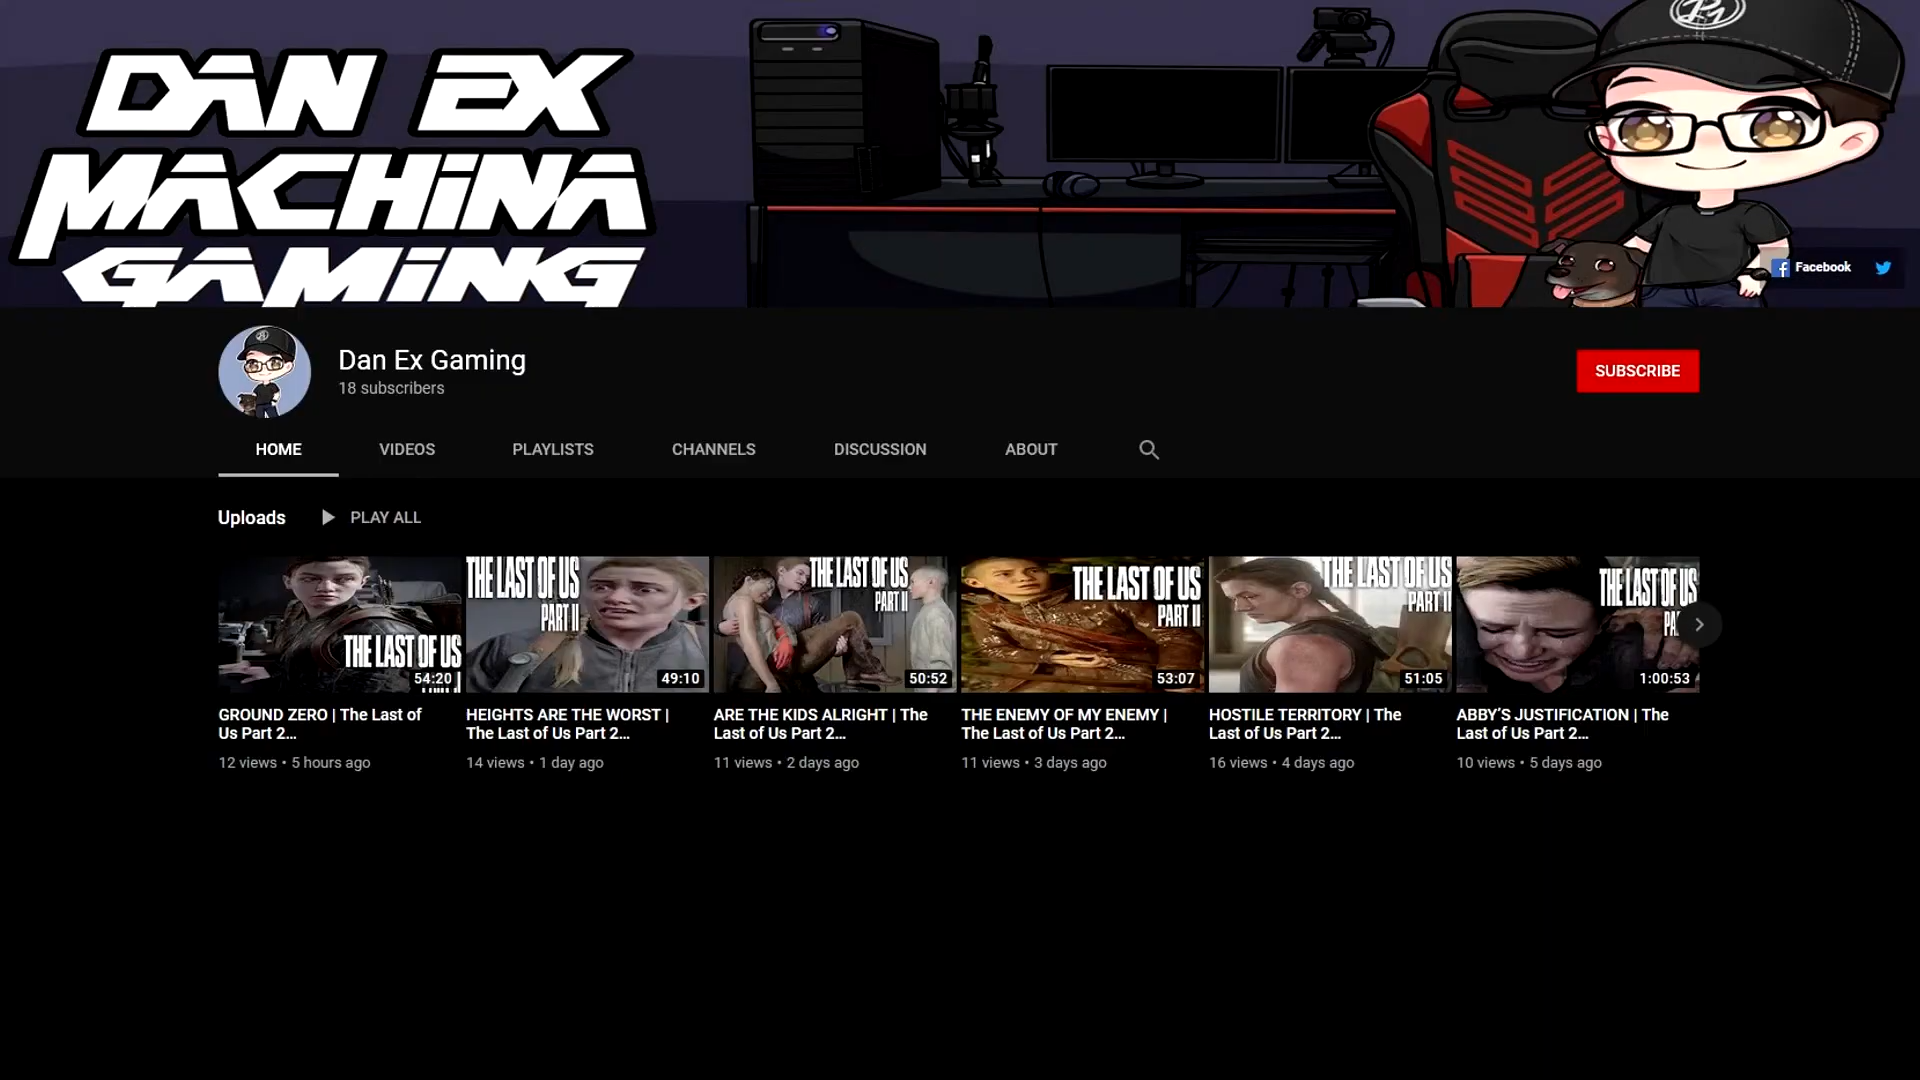 DAN EX
MACHINA
GAMING
Facebook
Dan Ex Gaming
18 subscribers
SUBSCRIBE
HOME
VIDEOS
PLAYLISTS
CHANNELS
DISCUSSION
ABOUT
Uploads
PLAY ALL
THE LAST OF US
54:20
THE LAST OF US
PART II
49:10
THE LAST OF US
PART II
50:52
THE LAST OF US
PART II
53:07
THE LAST OF US
PART II
51:05
THE LAST OF US
PA
1:00:53
GROUND ZERO | The Last of
Us Part 2...
12 views • 5 hours ago
HEIGHTS ARE THE WORST |
The Last of Us Part 2...
14 views • 1 day ago
ARE THE KIDS ALRIGHT | The
Last of Us Part 2...
11 views • 2 days ago
THE ENEMY OF MY ENEMY |
The Last of Us Part 2...
11 views • 3 days ago
HOSTILE TERRITORY | The
Last of Us Part 2...
16 views • 4 days ago
ABBY'S JUSTIFICATION | The
Last of Us Part 2...
10 views • 5 days ago